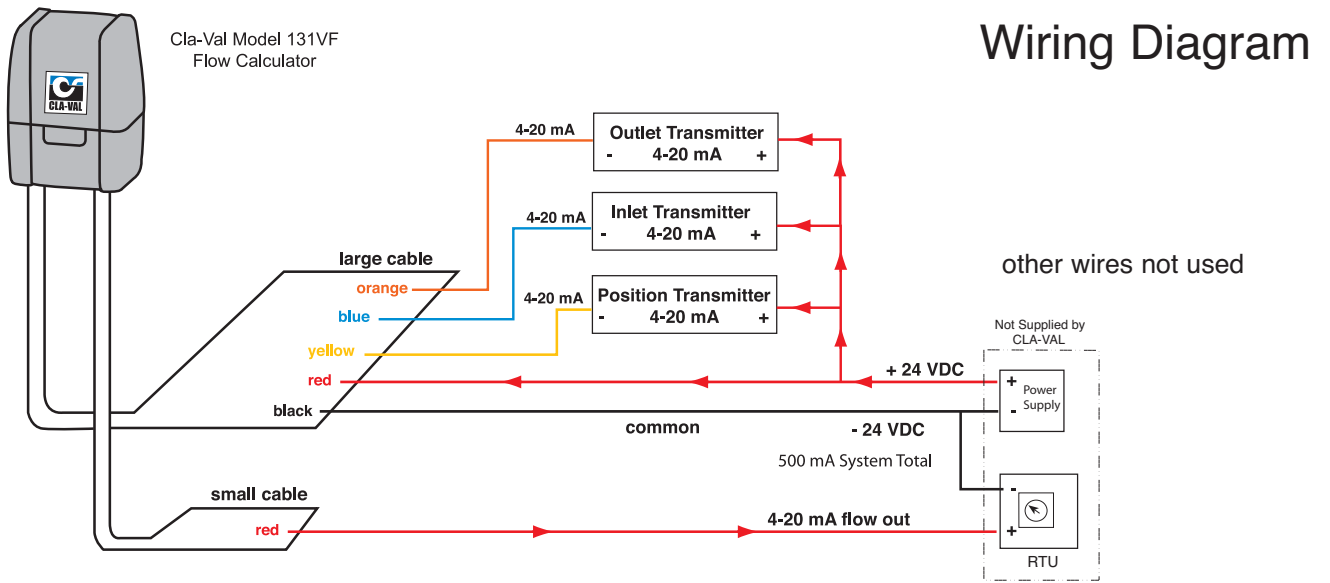 Cla-Val Model 131VF
Flow Calculator
Wiring Diagram
CLA-VAL
4-20 mA
Outlet Transmitter
- 4-20 mA +
4-20 mA
Inlet Transmitter
- 4-20 mA +
4-20 mA
Position Transmitter
- 4-20 mA +
other wires not used
large cable
orange
blue
yellow
red
black
Not Supplied by
CLA-VAL
+ 24 VDC
+
Power
Supply
-
common
- 24 VDC
500 mA System Total
small cable
red
4-20 mA flow out
-
+
RTU